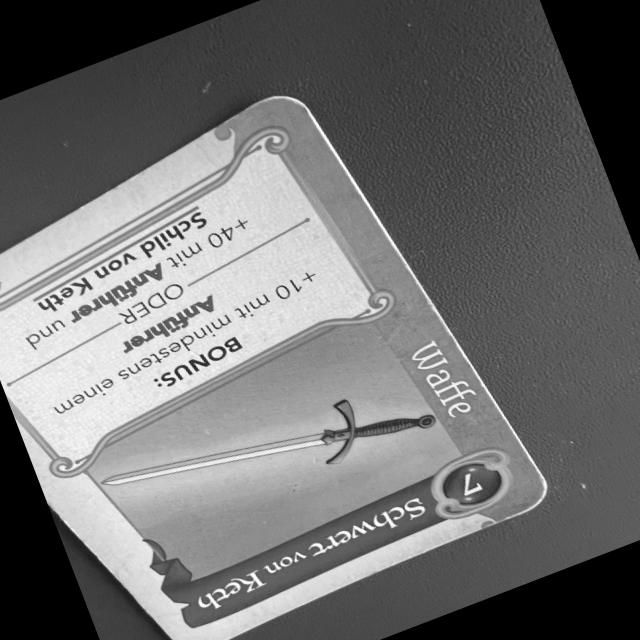 7
Schwert von Keth
Waffe
BONUS:
+10 mit mindestens einem
Anführer
ODER
+40 mit Anführer und
Schild von Keth